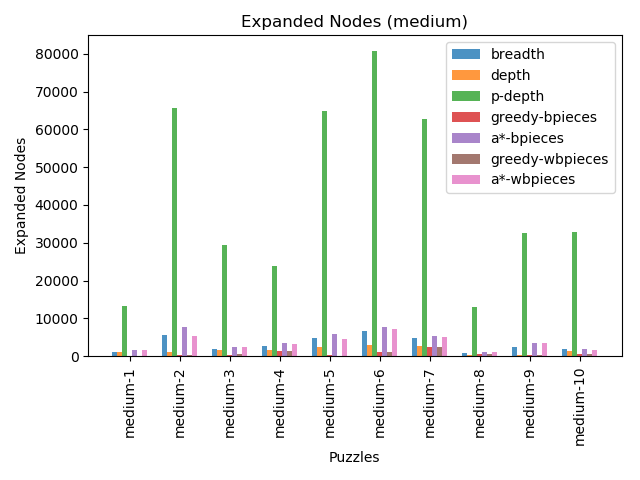 Expanded Nodes (medium)
breadth
depth
p-depth
greedy-bpieces
a*-bpieces
greedy-wbpieces
a*-wbpieces
Expanded Nodes
80000
70000
60000
50000
40000
30000
20000
10000
0
medium-1
medium-2
medium-3
medium-4
medium-5
medium-6
medium-7
medium-8
medium-9
medium-10
Puzzles